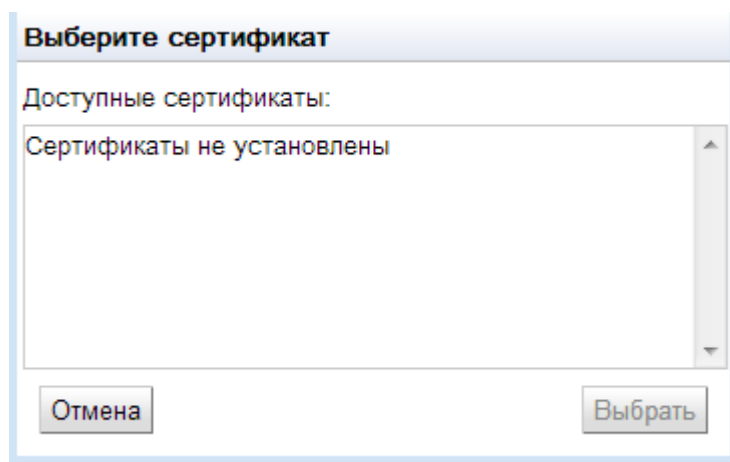 Выберите сертификат
Доступные сертификаты:
Сертификаты не установлены
Отмена
Выбрать